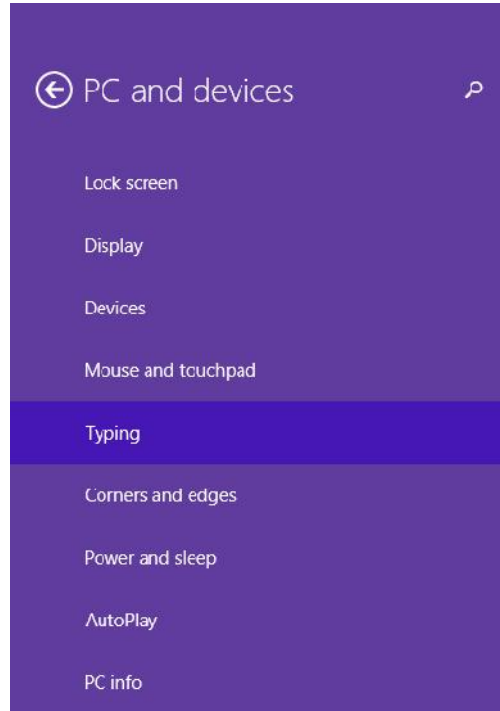 PC and devices
Lock screen
Display
Devices
Mouse and touchpad
Typing
Corners and edges
Power and sleep
AutoPlay
PC info